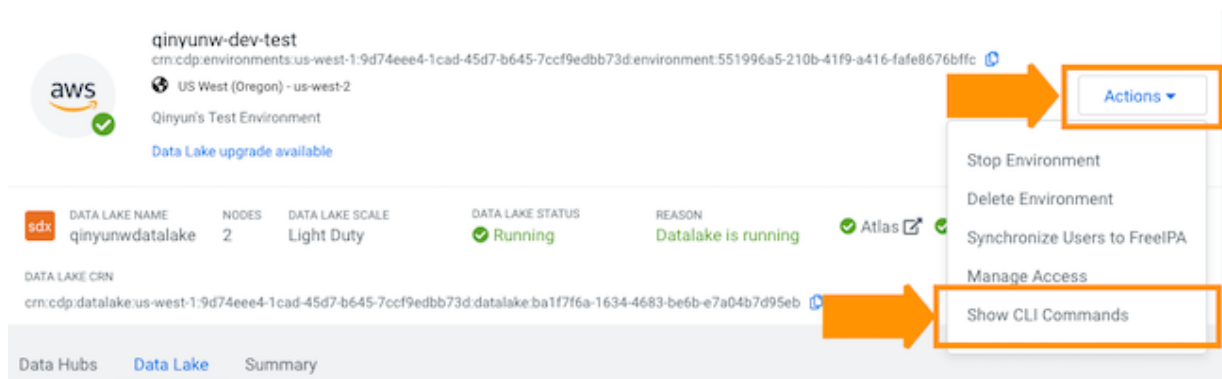 qinyunw-dev-test
crn:cdp:environments:us-west-1:9d74eee4-1cad-45d7-b645-7ccf9edbb73d:environment:551996a5-210b-41f9-a416-fafe8676bffc
aws
US West (Oregon) - us-west-2
Actions
Qinyun's Test Environment
Data Lake upgrade available
Stop Environment
Delete Environment
Synchronize Users to FreeIPA
Manage Access
Show CLI Commands
sdx
DATA LAKE NAME NODES DATA LAKE SCALE DATA LAKE STATUS REASON
qinyunwdatalake 2 Light Duty Running Datalake is running Atlas
DATA LAKE CRN
crn:cdp:datalake:us-west-1:9d74eee4-1cad-45d7-b645-7ccf9edbb73d:datalake:ba1f7f6a-1634-4683-be6b-e7a04b7d95eb
Data Hubs Data Lake Summary